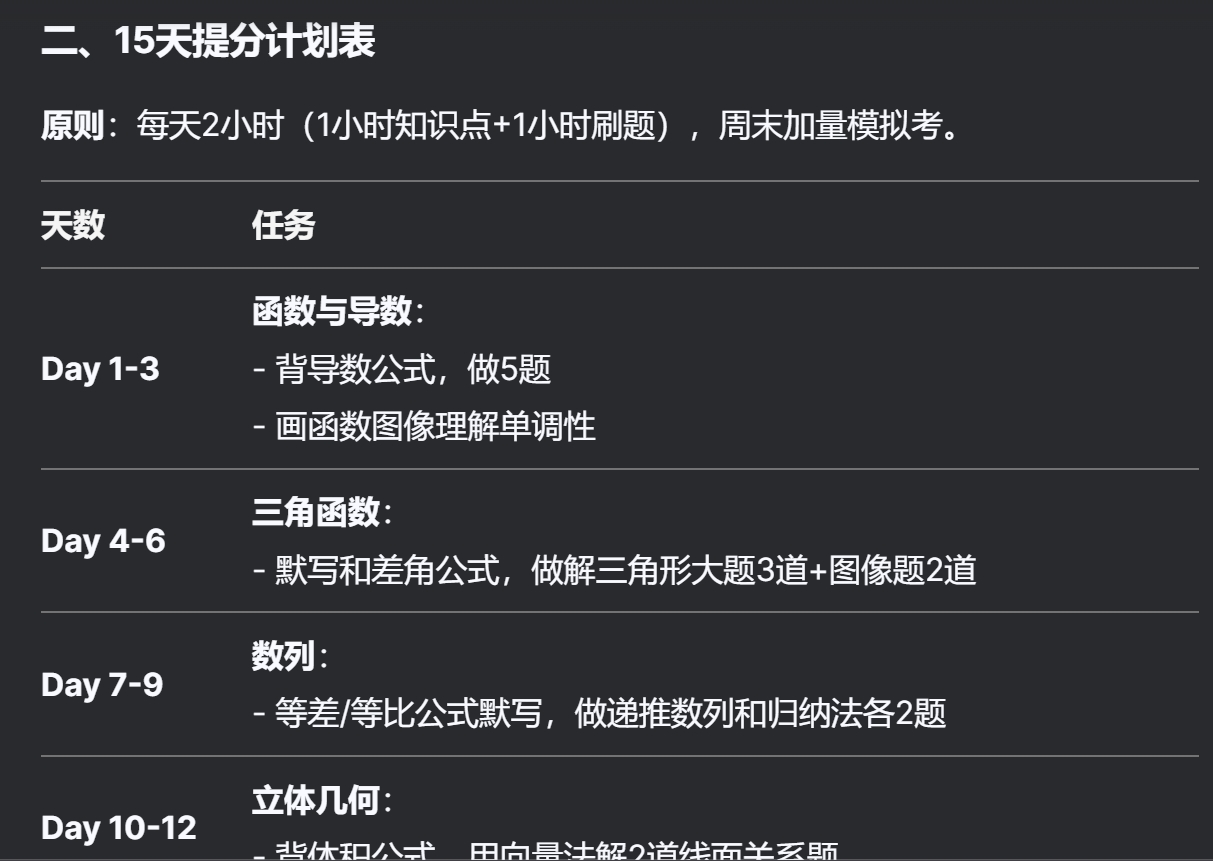 二、15天提分计划表
原则：每天2小时（1小时知识点+1小时刷题），周末加量模拟考。
天数 任务
函数与导数：
Day 1-3
- 背导数公式，做5题
- 画函数图像理解单调性
三角函数：
Day 4-6
- 默写和差角公式，做解三角形大题3道+图像题2道
数列：
Day 7-9
- 等差/等比公式默写，做递推数列和归纳法各2题
立体几何：
Day 10-12
- 背体积公式，用向量法解2道线面关系题